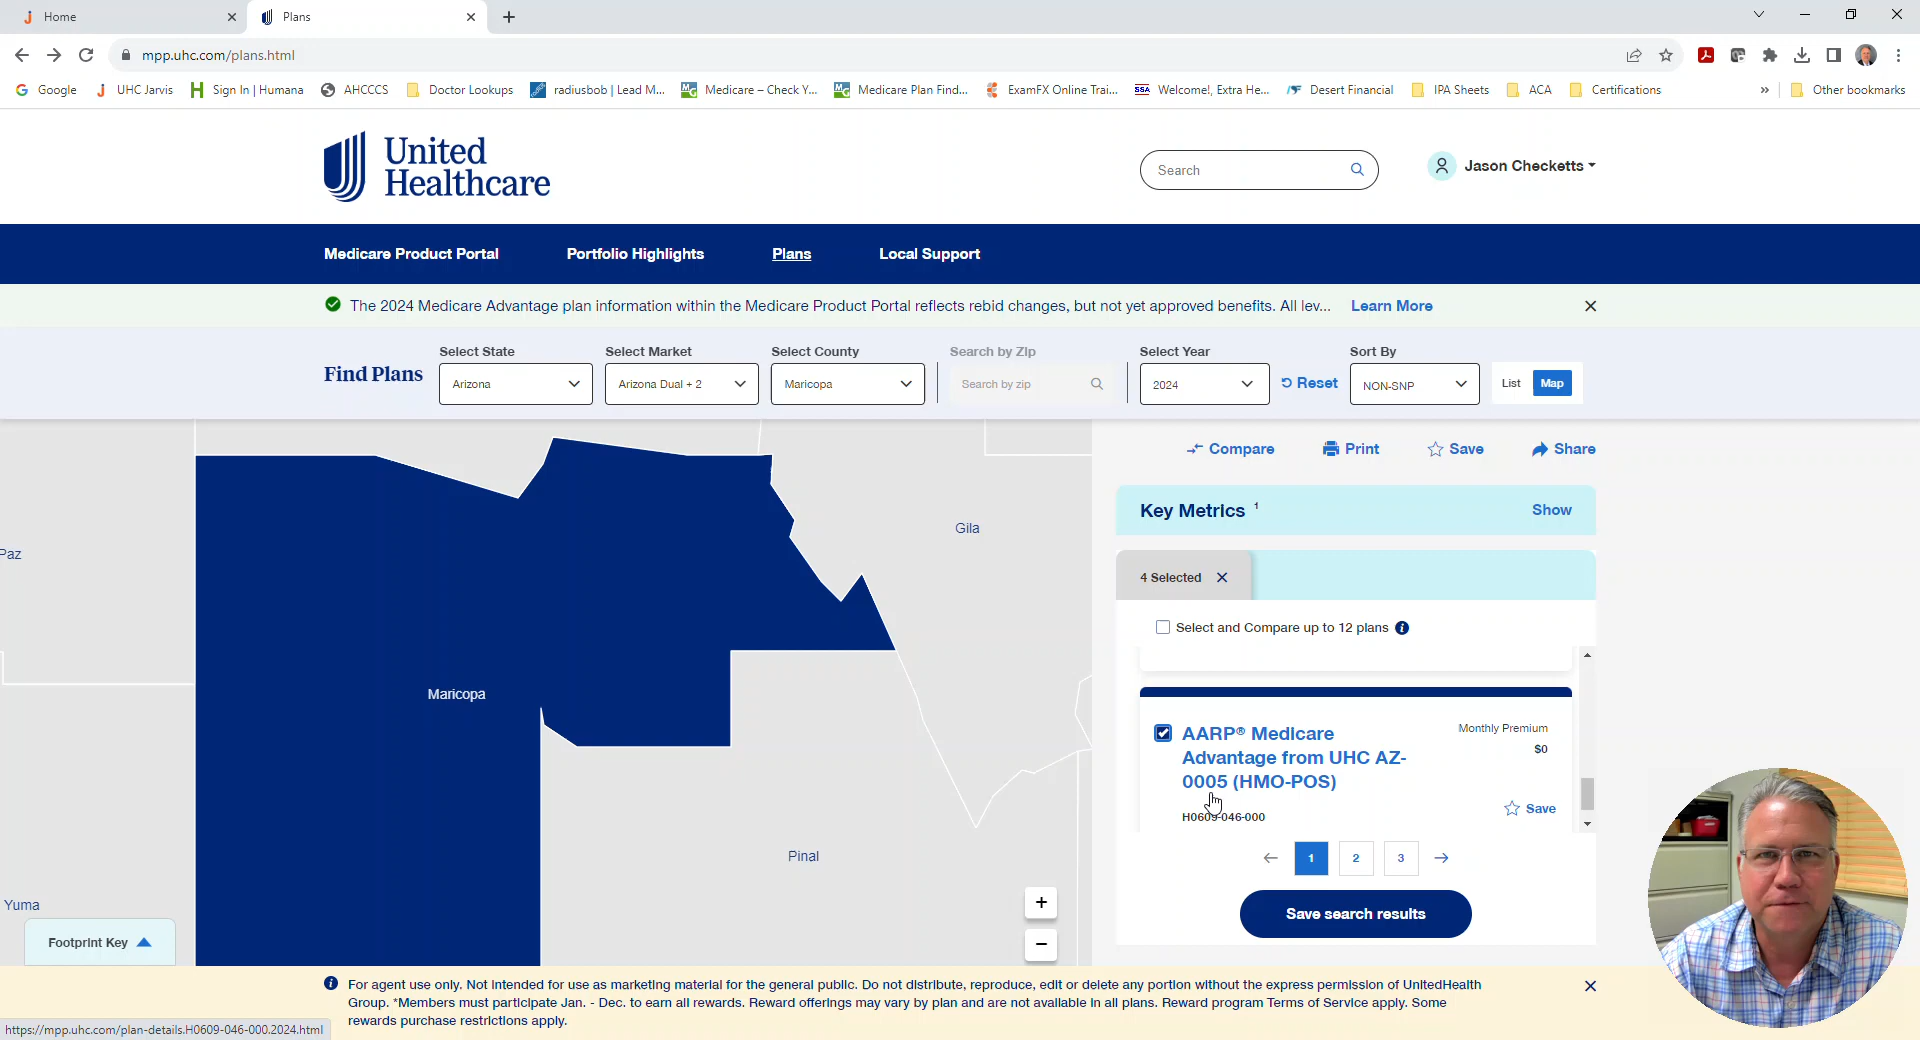 Home
Plans
mpp.uhc.com/plans.html
Google
UHC Jarvis
Sign In | Humana
AHCCCS
Doctor Lookups
radiusbob | Lead M...
Medicare – Check Y...
Medicare Plan Find...
ExamFX Online Trai...
Welcome!, Extra He...
Desert Financial
IPA Sheets
ACA
Certifications
»
Other bookmarks
United
Healthcare
Search
Jason Checketts
Medicare Product Portal
Portfolio Highlights
Plans
Local Support
The 2024 Medicare Advantage plan information within the Medicare Product Portal reflects rebid changes, but not yet approved benefits. All lev...
Learn More
Find Plans
Select State
Arizona
Select Market
Arizona Dual + 2
Select County
Maricopa
Search by Zip
Search by zip
Select Year
2024
Reset
Sort By
NON-SNP
List
Map
Compare
Print
Save
Share
Key Metrics 1
Show
4 Selected
Select and Compare up to 12 plans
AARP® Medicare
Advantage from UHC AZ-
0005 (HMO-POS)
H0609-046-000
Monthly Premium
$0
Save
1
2
3
Save search results
Paz
Gila
Maricopa
Pinal
Yuma
+
−
Footprint Key
For agent use only. Not intended for use as marketing material for the general public. Do not distribute, reproduce, edit or delete any portion without the express permission of UnitedHealth
Group. *Members must participate Jan. - Dec. to earn all rewards. Reward offerings may vary by plan and are not available in all plans. Reward program Terms of Service apply. Some
rewards purchase restrictions apply.
https://mpp.uhc.com/plan-details.H0609-046-000.2024.html